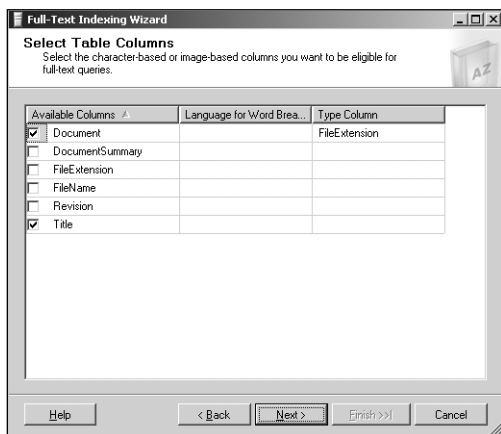 Full-Text Indexing Wizard
Select Table Columns
Select the character-based or image-based columns you want to be eligible for
full-text queries.
AZ
Available Columns Language for Word Brea... Type Column
Document FileExtension
DocumentSummary
FileExtension
FileName
Revision
Title
Help < Back Next > Finish >>| Cancel